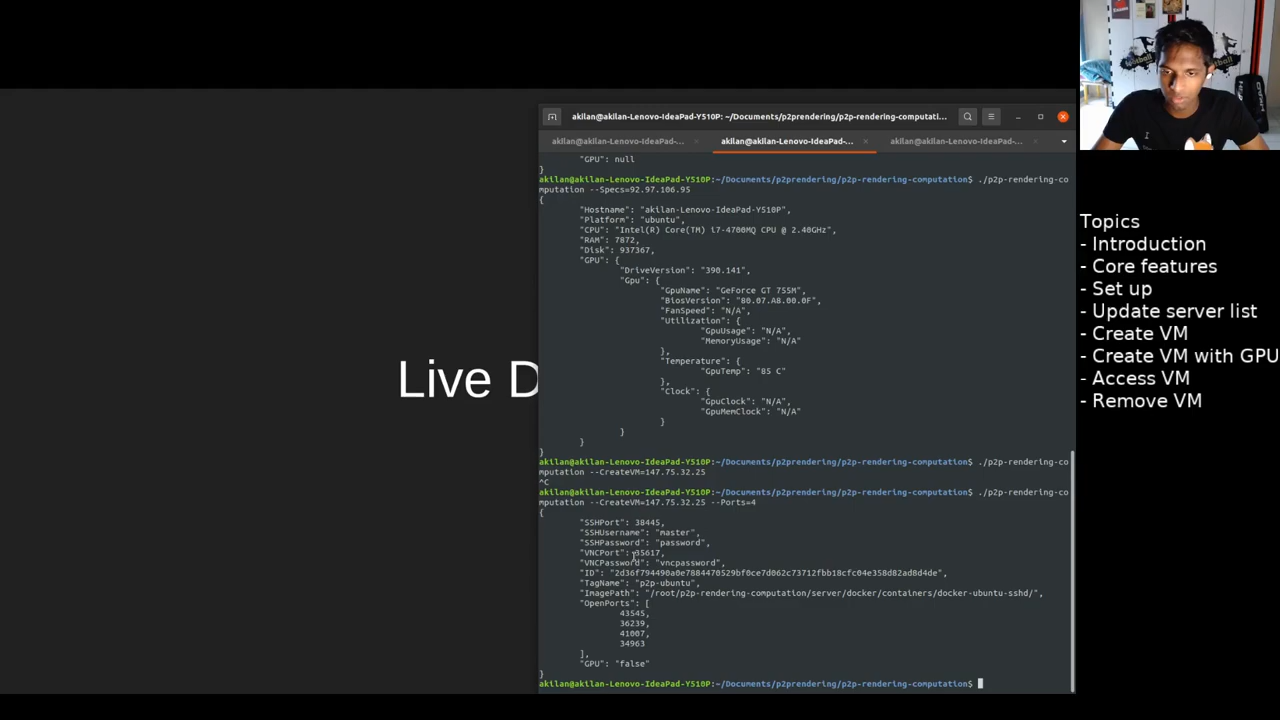 akilan@akilan-Lenovo-IdeaPad-Y510P: ~/Documents/p2prendering/p2p-rendering-computati...
akilan@akilan-Lenovo-IdeaPad-...
akilan@akilan-Lenovo-IdeaPad-...
akilan@akilan-Lenovo-IdeaPad-...
"GPU": null
}
akilan@akilan-Lenovo-IdeaPad-Y510P:~/Documents/p2prendering/p2p-rendering-computation$ ./p2p-rendering-co
mputation --Specs=92.97.106.95
{
"Hostname": "akilan-Lenovo-IdeaPad-Y510P",
"Platform": "ubuntu",
"CPU": "Intel(R) Core(TM) i7-4700MQ CPU @ 2.40GHz",
"RAM": 7872,
"Disk": 937367,
"GPU": {
"DriveVersion": "390.141",
"Gpu": {
"GpuName": "GeForce GT 755M",
"BiosVersion": "80.07.A8.00.0F",
"FanSpeed": "N/A",
"Utilization": {
"GpuUsage": "N/A",
"MemoryUsage": "N/A"
},
"Temperature": {
"GpuTemp": "85 C"
},
"Clock": {
"GpuClock": "N/A",
"GpuMemClock": "N/A"
}
}
}
}
akilan@akilan-Lenovo-IdeaPad-Y510P:~/Documents/p2prendering/p2p-rendering-computation$ ./p2p-rendering-co
mputation --CreateVM=147.75.32.25
^C
akilan@akilan-Lenovo-IdeaPad-Y510P:~/Documents/p2prendering/p2p-rendering-computation$ ./p2p-rendering-co
mputation --CreateVM=147.75.32.25 --Ports=4
{
"SSHPort": 38445,
"SSHUsername": "master",
"SSHPassword": "password",
"VNCPort": 35617,
"VNCPassword": "vncpassword",
"ID": "2d36f794490a0e7884470529bf0ce7d062c73712fbb18cfc04e358d82ad8d4de",
"TagName": "p2p-ubuntu",
"ImagePath": "/root/p2p-rendering-computation/server/docker/containers/docker-ubuntu-sshd/",
"OpenPorts": [
43545,
36239,
41007,
34963
],
"GPU": "false"
}
akilan@akilan-Lenovo-IdeaPad-Y510P:~/Documents/p2prendering/p2p-rendering-computation$
Live D
Topics
- Introduction
- Core features
- Set up
- Update server list
- Create VM
- Create VM with GPU
- Access VM
- Remove VM